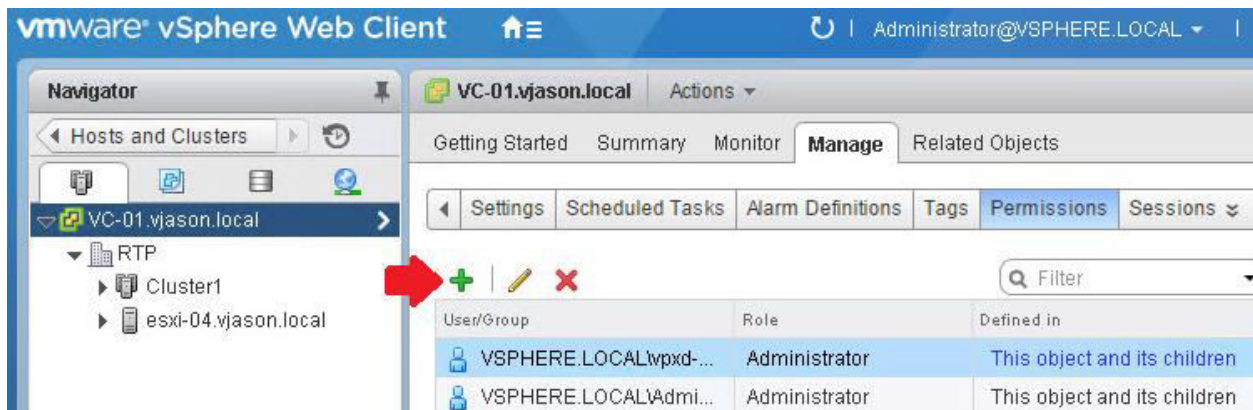 vmware® vSphere Web Client
Administrator@VSPHERE.LOCAL
Navigator
Hosts and Clusters
VC-01.vjason.local
RTP
Cluster1
esxi-04.vjason.local
VC-01.vjason.local Actions
Getting Started Summary Monitor Manage Related Objects
Settings Scheduled Tasks Alarm Definitions Tags Permissions Sessions
Filter
User/Group Role Defined in
VSPHERE.LOCAL\vpxd-... Administrator This object and its children
VSPHERE.LOCAL\Admi... Administrator This object and its children